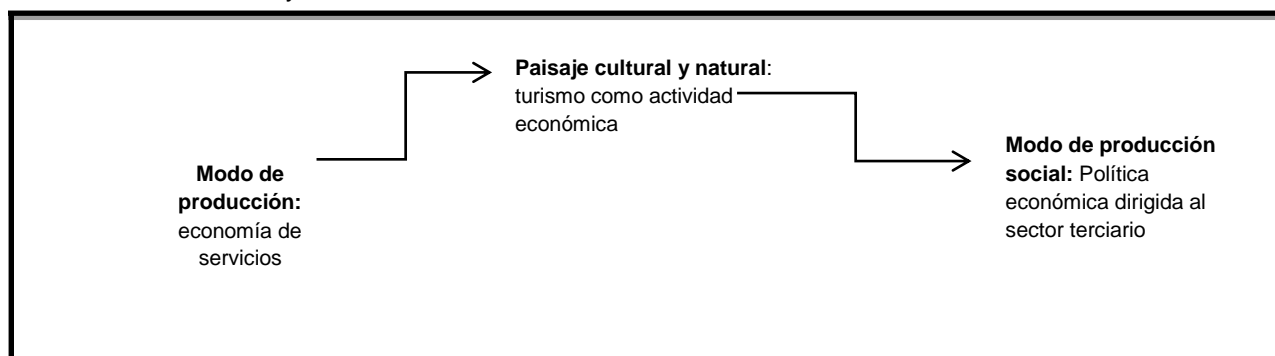 Paisaje cultural y natural:
turismo como actividad
económica
Modo de
producción:
economía de
servicios
Modo de producción
social: Política
económica dirigida al
sector terciario